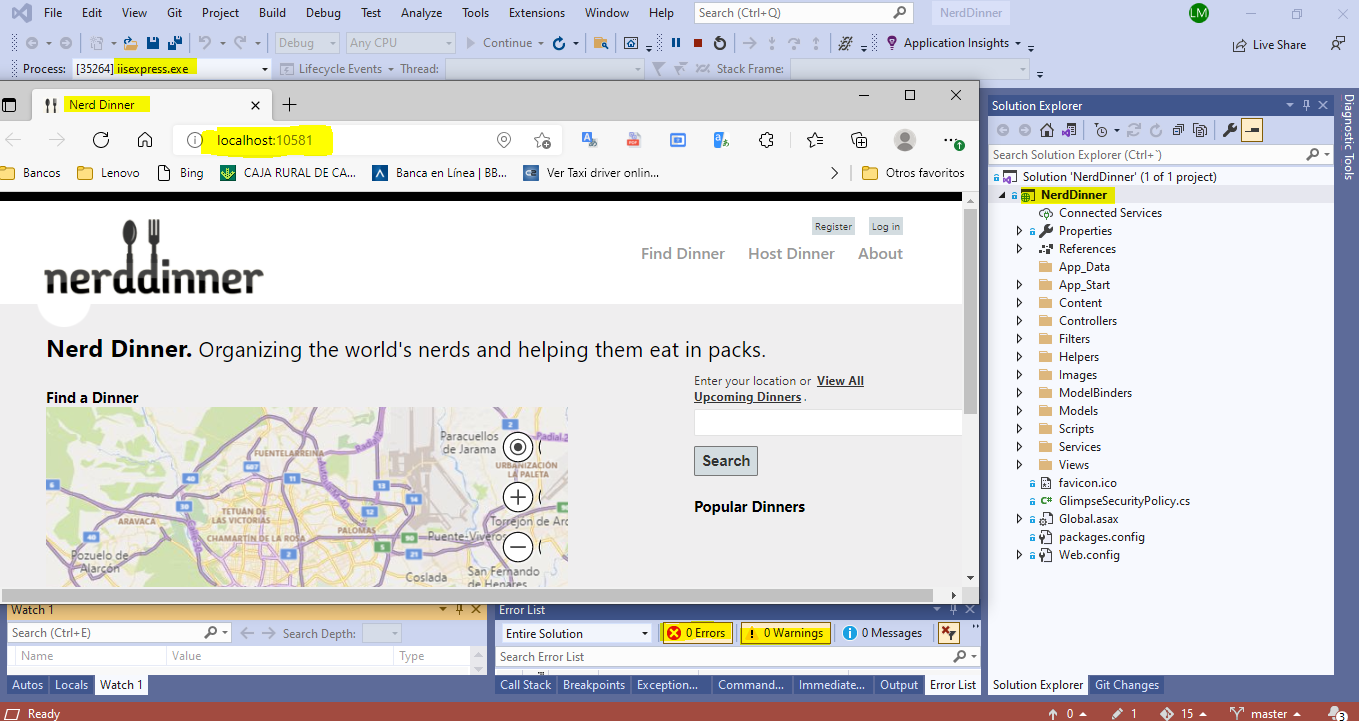 File Edit View Git Project Build Debug Test Analyze Tools Extensions Window Help Search (Ctrl+Q) NerdDinner LM
Debug Any CPU Continue Application Insights Live Share
Process: [35264] iisexpress.exe Lifecycle Events Thread: Stack Frame:
Nerd Dinner
localhost:10581
Bancos Lenovo Bing CAJA RURAL DE CA... Banca en Línea | BB... Ver Taxi driver onlin... Otros favoritos
Register Log in
nerddinner
Find Dinner Host Dinner About
Nerd Dinner. Organizing the world's nerds and helping them eat in packs.
Find a Dinner
Enter your location or View All
Upcoming Dinners.
Search
Popular Dinners
Paracuellos
de Jarama
FUENTELARREINA
URBANIZACIÓN
LA PALETA
TETUÁN DE
LAS VICTORIAS
ARAVACA
PALOMAS
CHAMARTÍN DE LA ROSA
Torrejón de Ar
Puente-Viveros
Pozuelo de
Alarcón
Coslada
San Fernando
de Henares
Watch 1
Search (Ctrl+E) Search Depth:
Name Value Type
Autos Locals Watch 1
Error List
Entire Solution 0 Errors 0 Warnings 0 Messages
Search Error List
Call Stack Breakpoints Exception... Command... Immediate... Output Error List
Solution Explorer
Search Solution Explorer (Ctrl+`)
Solution 'NerdDinner' (1 of 1 project)
NerdDinner
Connected Services
Properties
References
App_Data
App_Start
Content
Controllers
Filters
Helpers
Images
ModelBinders
Models
Scripts
Services
Views
favicon.ico
GlimpseSecurityPolicy.cs
Global.asax
packages.config
Web.config
Solution Explorer Git Changes
Diagnostic Tools
Ready 0 1 15 master 3